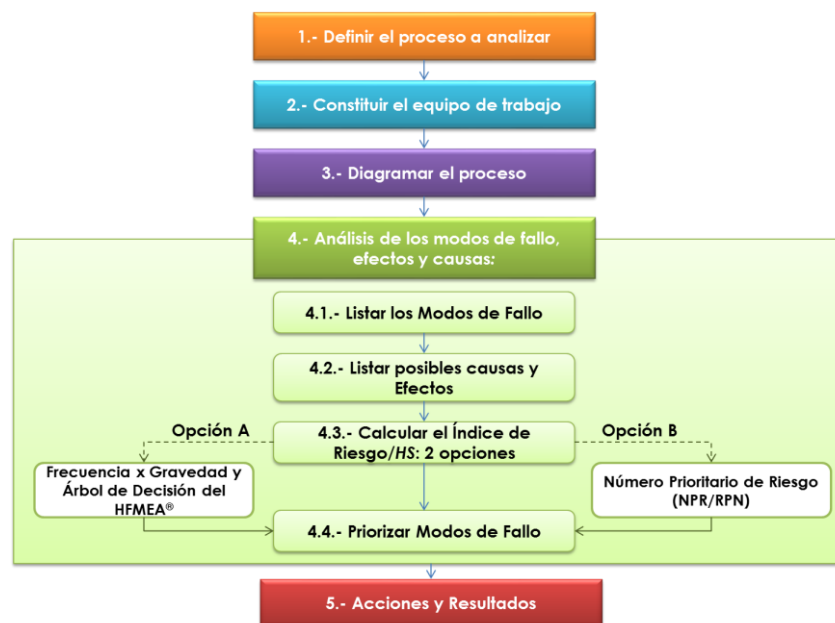 1.- Definir el proceso a analizar
2.- Constituir el equipo de trabajo
3.- Diagramar el proceso
4.- Análisis de los modos de fallo,
efectos y causas:
4.1.- Listar los Modos de Fallo
4.2.- Listar posibles causas y
Efectos
Opción A
4.3.- Calcular el Índice de
Riesgo/HS: 2 opciones
Opción B
Frecuencia x Gravedad y
Árbol de Decisión del
HFMEA®
Número Prioritario de Riesgo
(NPR/RPN)
4.4.- Priorizar Modos de Fallo
5.- Acciones y Resultados